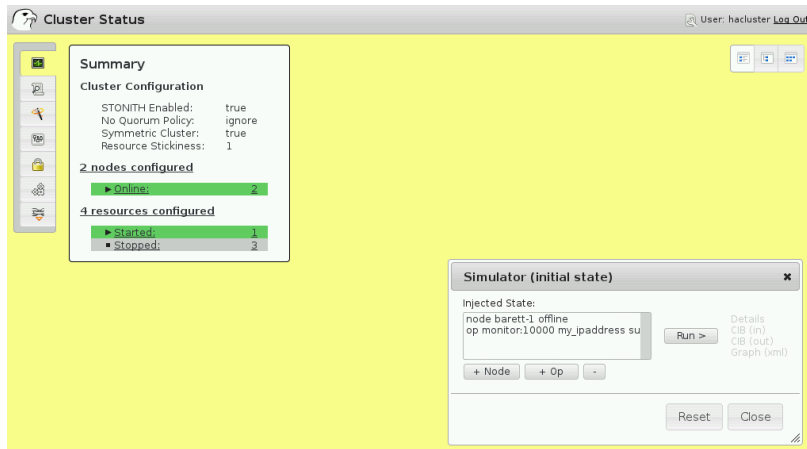 Cluster Status
User: hacluster Log Out
Summary
Cluster Configuration
STONITH Enabled: true
No Quorum Policy: ignore
Symmetric Cluster: true
Resource Stickiness: 1
2 nodes configured
Online: 2
4 resources configured
Started: 1
Stopped: 3
Simulator (initial state)
Injected State:
node barett-1 offline
op monitor:10000 my_ipaddress su
Run >
Details
CIB (in)
CIB (out)
Graph (xml)
+ Node
+ Op
-
Reset
Close